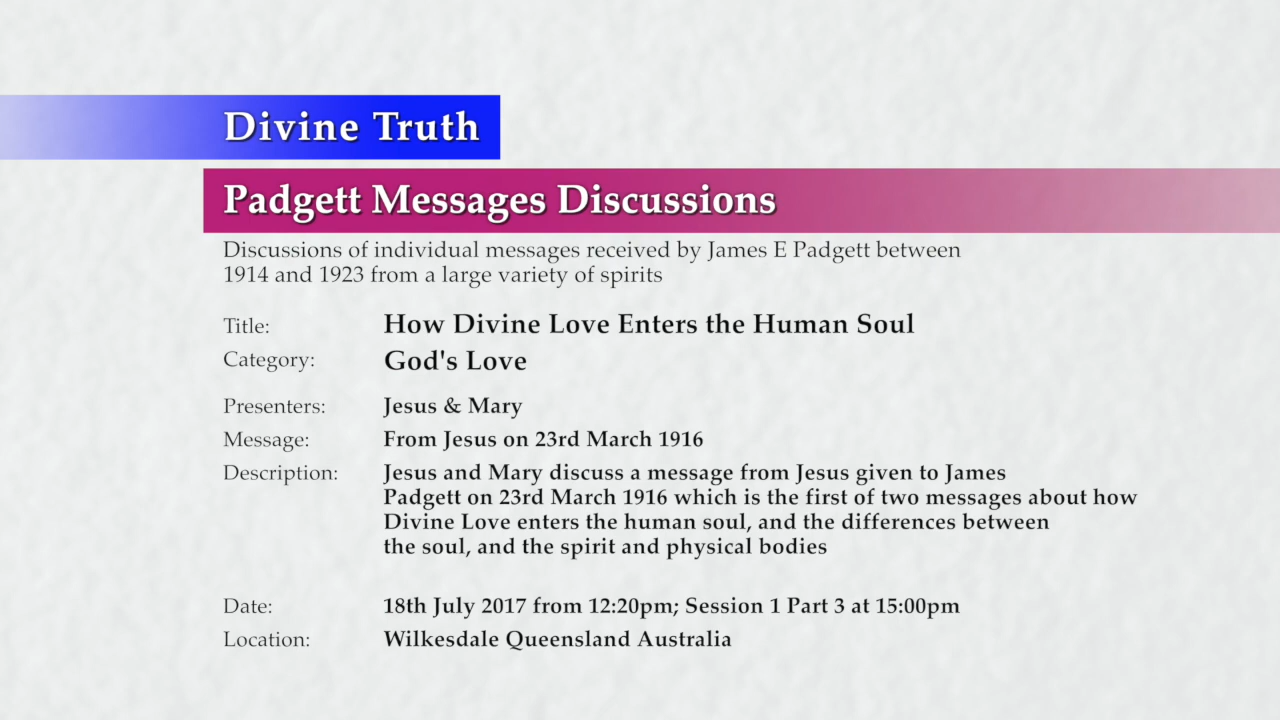 Divine Truth
Padgett Messages Discussions
Discussions of individual messages received by James E Padgett between
1914 and 1923 from a large variety of spirits
Title: How Divine Love Enters the Human Soul
Category: God's Love
Presenters: Jesus & Mary
Message: From Jesus on 23rd March 1916
Description: Jesus and Mary discuss a message from Jesus given to James
Padgett on 23rd March 1916 which is the first of two messages about how
Divine Love enters the human soul, and the differences between
the soul, and the spirit and physical bodies
Date: 18th July 2017 from 12:20pm; Session 1 Part 3 at 15:00pm
Location: Wilkesdale Queensland Australia